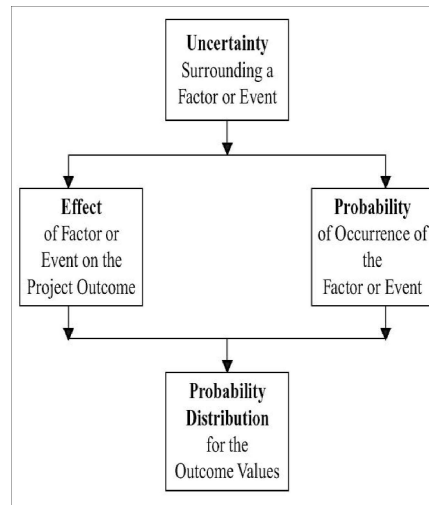 Uncertainty
Surrounding a
Factor or Event
Effect
of Factor or
Event on the
Project Outcome
Probability
of Occurrence of
the
Factor or Event
Probability
Distribution
for the
Outcome Values